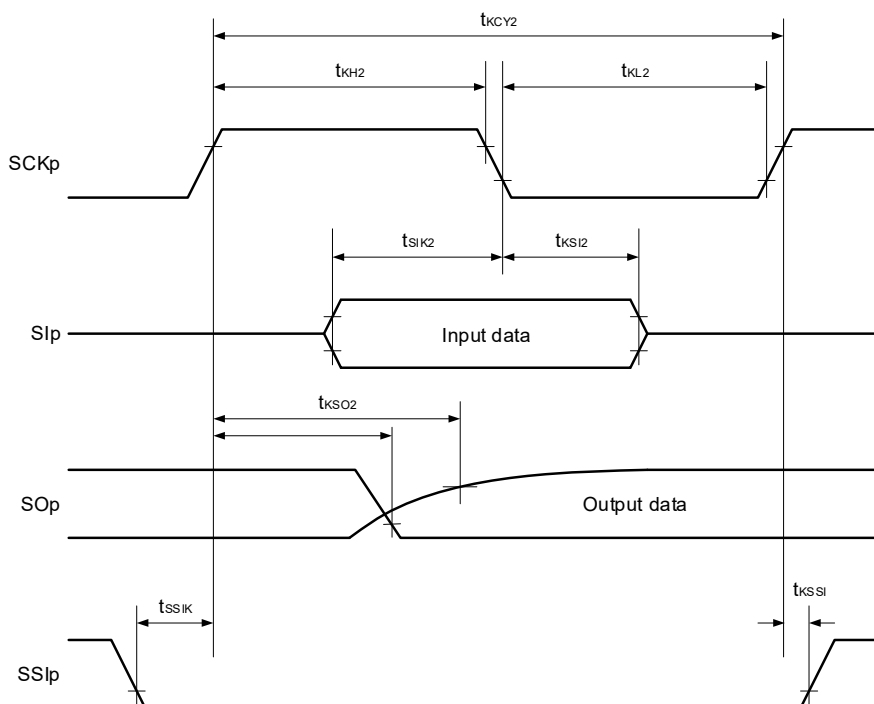 tKCY2
tKH2
tKL2
SCKp
tSIK2
tKSI2
SIp
Input data
tKSO2
SOp
Output data
tSSIK
tKSSI
SSIp